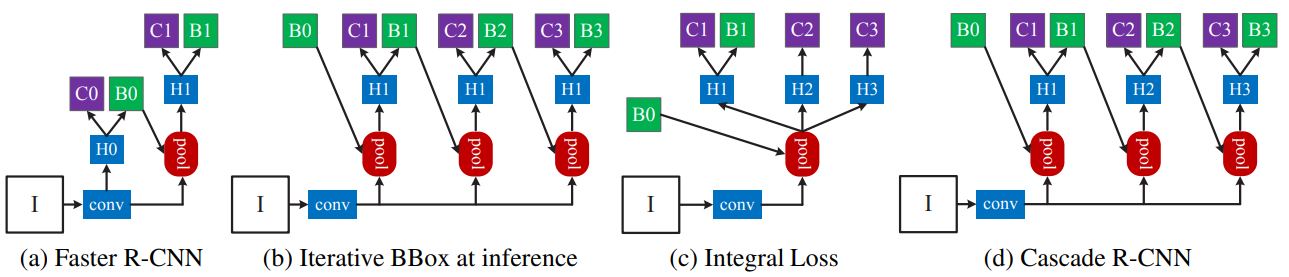 C1 B1
C0 B0
H1
H0
pool
I
conv
(a) Faster R-CNN
B0 C1 B1 C2 B2 C3 B3
H1 H1 H1
pool pool pool
I
conv
(b) Iterative BBox at inference
C1 B1 C2 C3
H1 H2 H3
B0
pool
I
conv
(c) Integral Loss
B0 C1 B1 C2 B2 C3 B3
H1 H2 H3
pool pool pool
I
conv
(d) Cascade R-CNN